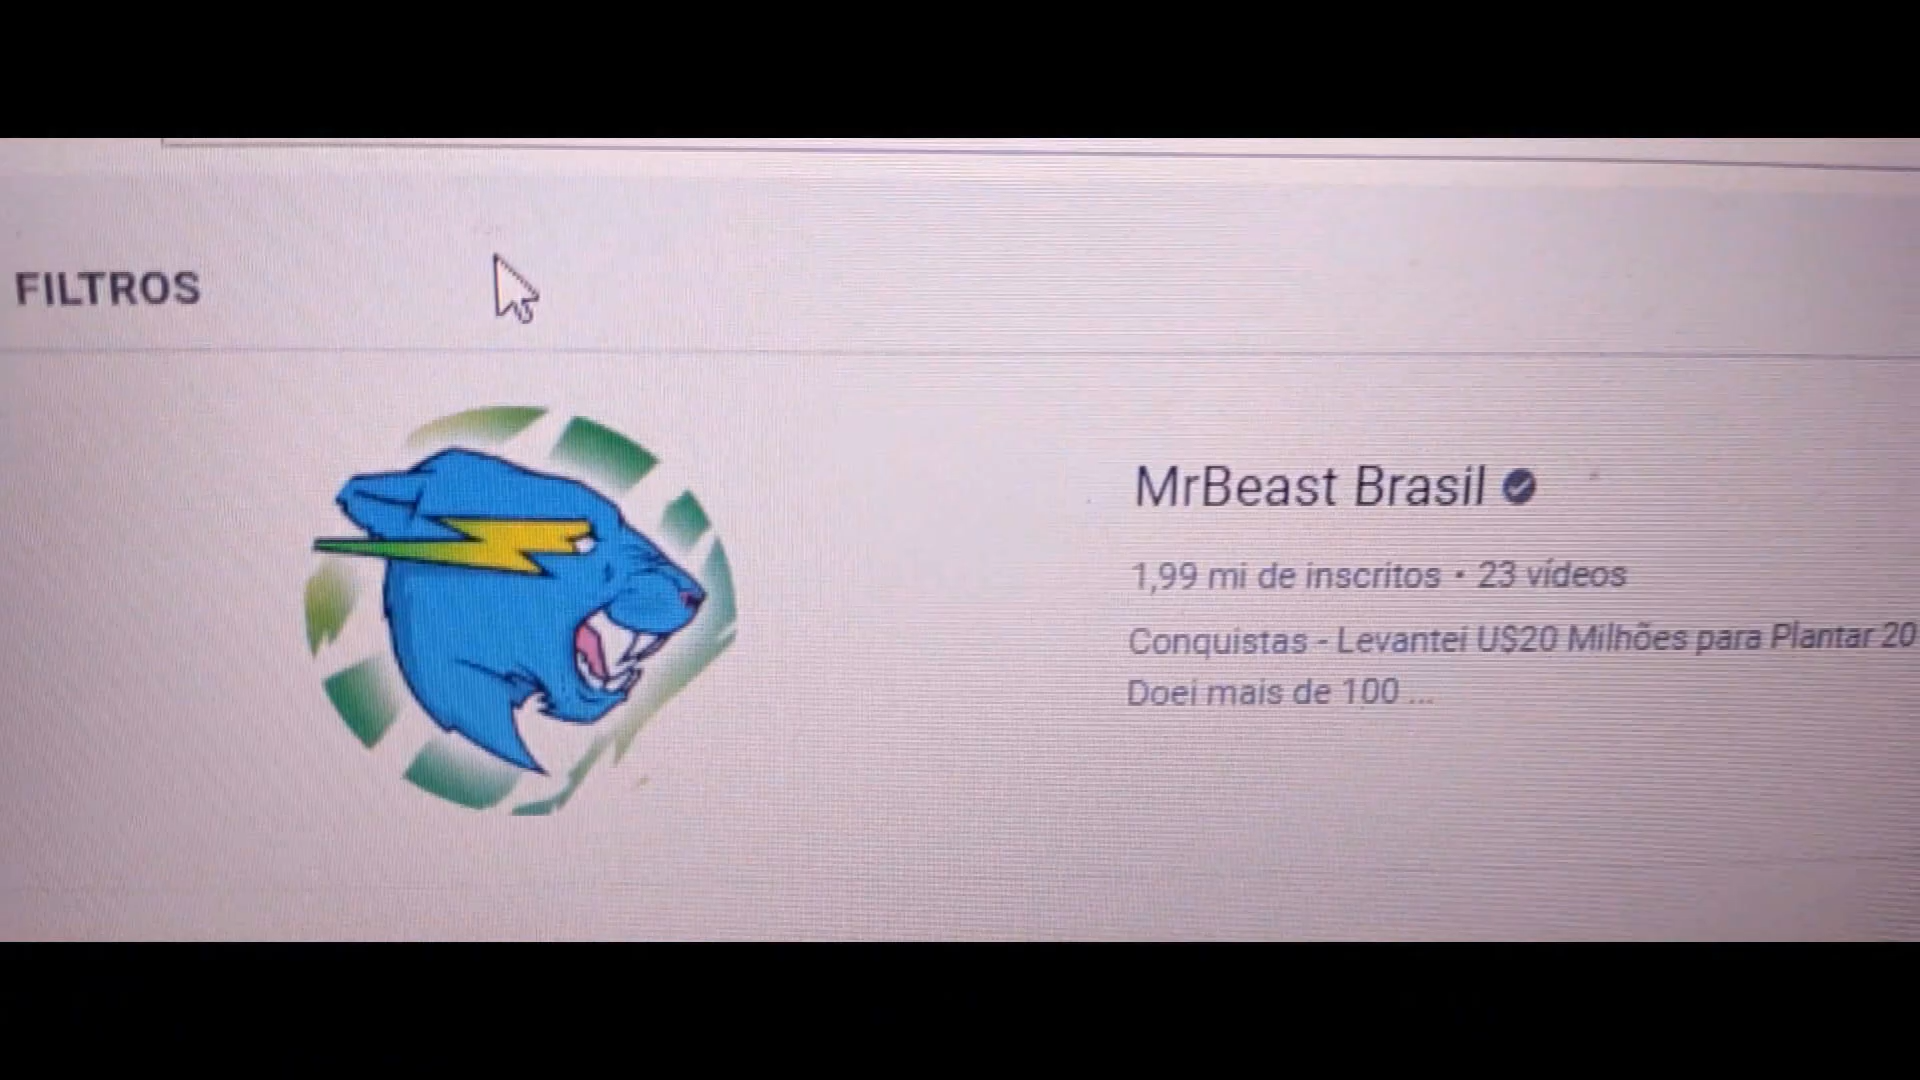 FILTROS
MrBeast Brasil
1,99 mi de inscritos • 23 vídeos
Conquistas - Levantei U$20 Milhões para Plantar 20
Doei mais de 100 ...